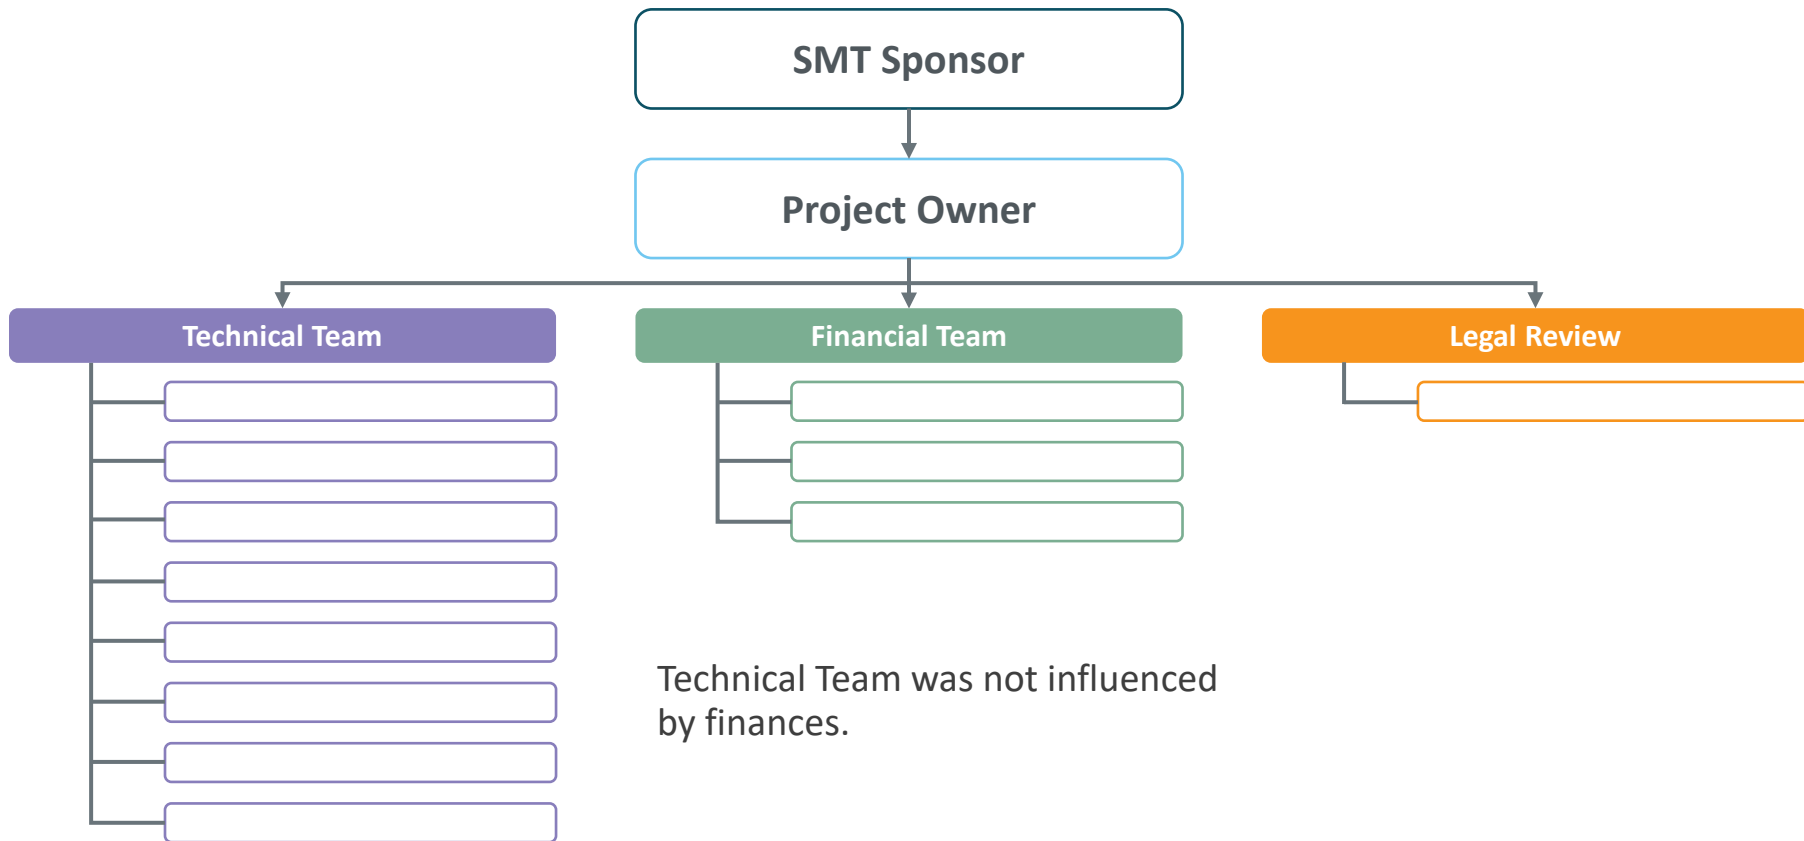 SMT Sponsor
Project Owner
Technical Team
Financial Team
Legal Review
Technical Team was not influenced
by finances.